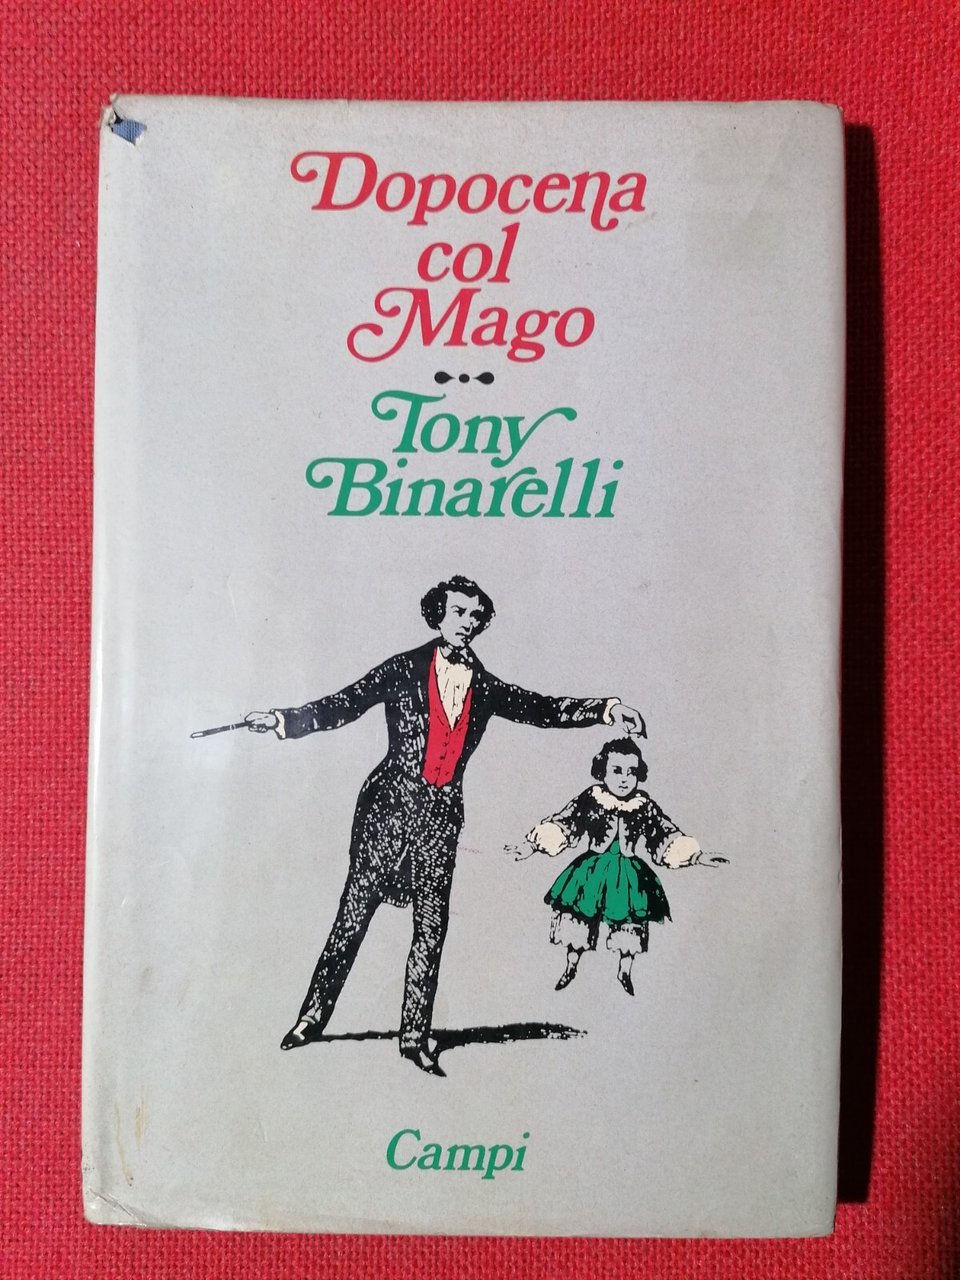 Dopocena
col
Mago
Tony
Binarelli
Campi